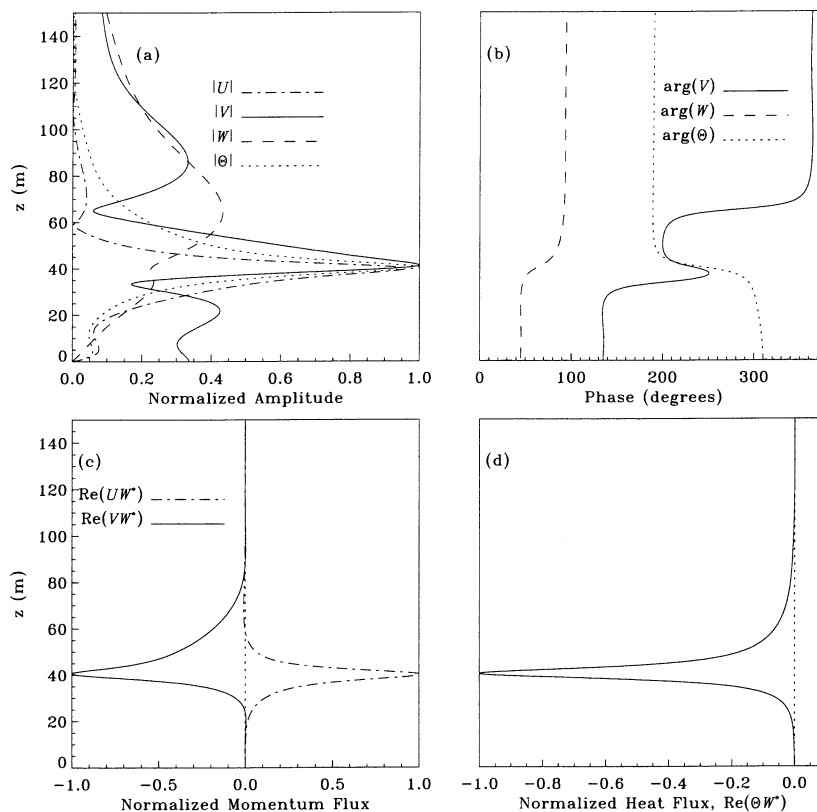 140
120
100
80
60
40
20
0
z (m)
(a)
|U|
|V|
|W|
|Θ|
0.0 0.2 0.4 0.6 0.8 1.0
Normalized Amplitude
(b)
arg(V)
arg(W)
arg(Θ)
0 100 200 300
Phase (degrees)
140
120
100
80
60
40
20
0
z (m)
(c)
Re(UW*)
Re(VW*)
-1.0 -0.5 0.0 0.5 1.0
Normalized Momentum Flux
(d)
-1.0 -0.8 -0.6 -0.4 -0.2 0.0
Normalized Heat Flux, Re(ΘW*)